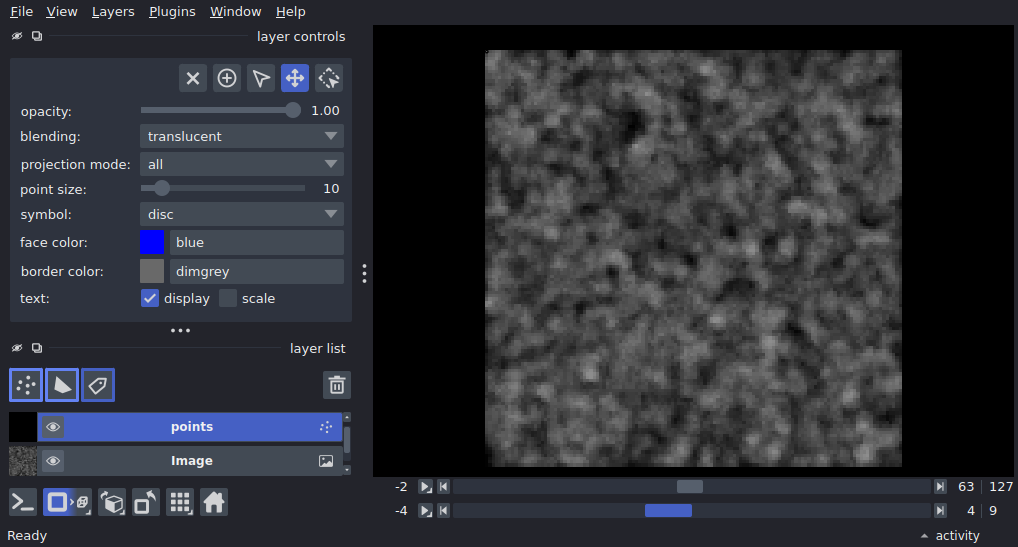 File View Layers Plugins Window Help
layer controls
opacity: 1.00
blending: translucent
projection mode: all
point size: 10
symbol: disc
face color: blue
border color: dimgrey
text: display scale
layer list
points
Image
-2 63 127
-4 4 9
Ready activity